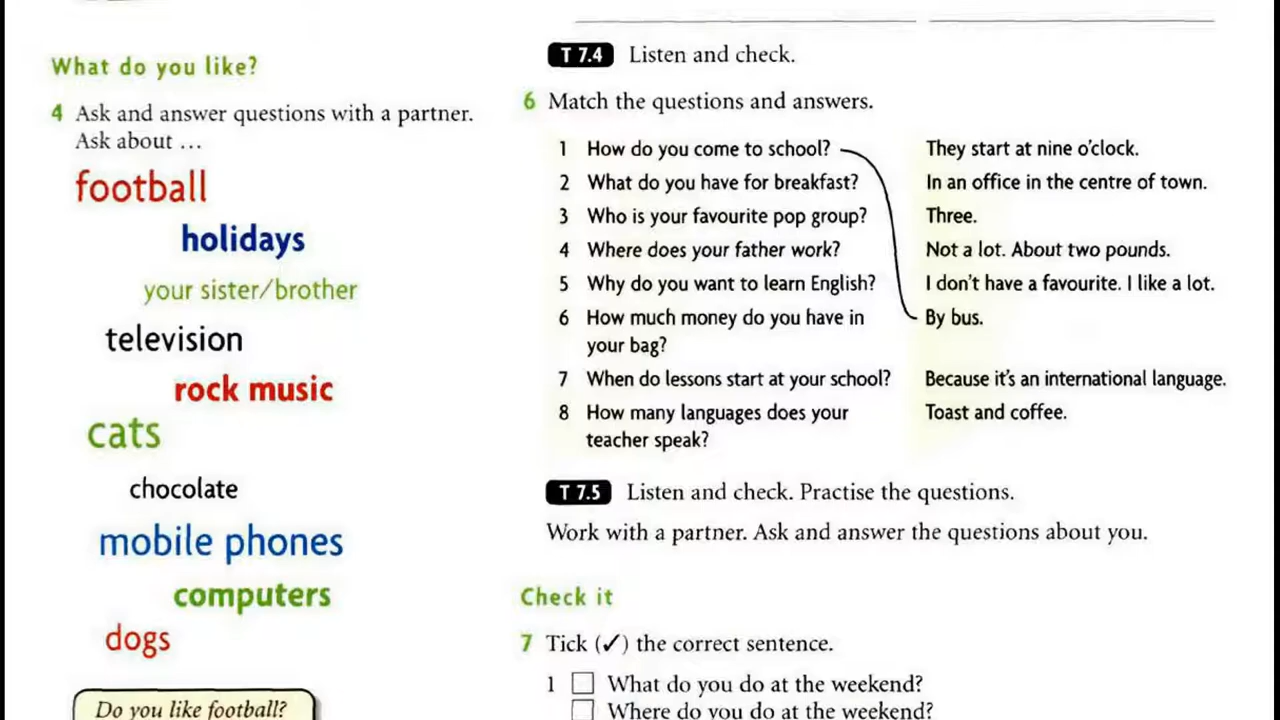 What do you like?
4 Ask and answer questions with a partner.
Ask about ...
football
holidays
your sister/brother
television
rock music
cats
chocolate
mobile phones
computers
dogs
Do you like football?
T 7.4 Listen and check.
6 Match the questions and answers.
1 How do you come to school? They start at nine o'clock.
2 What do you have for breakfast? In an office in the centre of town.
3 Who is your favourite pop group? Three.
4 Where does your father work? Not a lot. About two pounds.
5 Why do you want to learn English? I don't have a favourite. I like a lot.
6 How much money do you have in By bus.
your bag?
7 When do lessons start at your school? Because it's an international language.
8 How many languages does your Toast and coffee.
teacher speak?
T 7.5 Listen and check. Practise the questions.
Work with a partner. Ask and answer the questions about you.
Check it
7 Tick (✓) the correct sentence.
1 What do you do at the weekend?
Where do you do at the weekend?